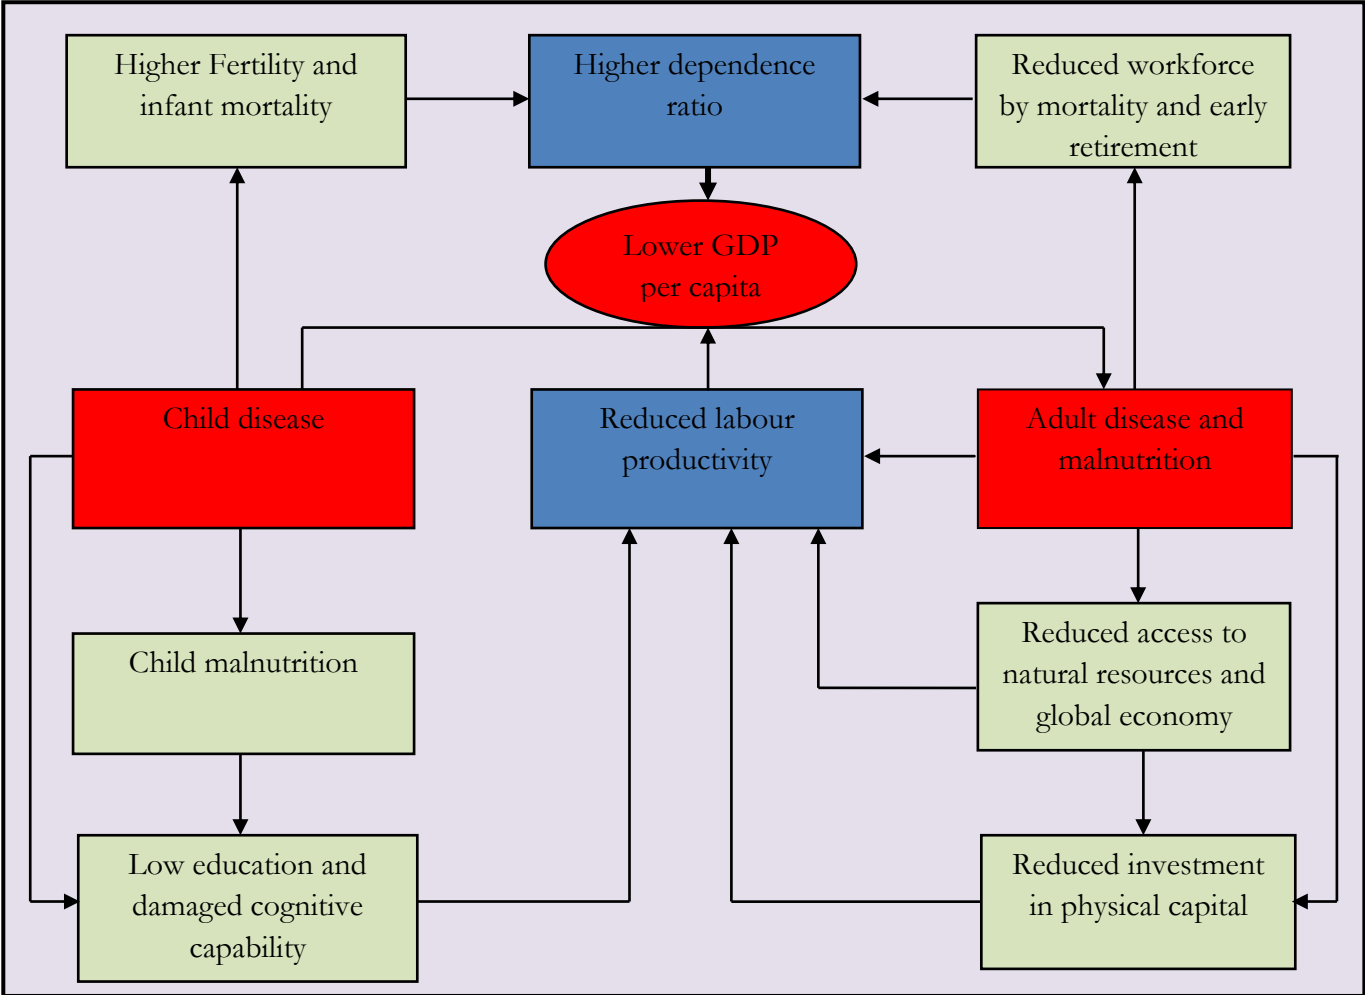 Higher Fertility and
infant mortality
Higher dependence
ratio
Reduced workforce
by mortality and early
retirement
Lower GDP
per capita
Child disease
Reduced labour
productivity
Adult disease and
malnutrition
Child malnutrition
Reduced access to
natural resources and
global economy
Low education and
damaged cognitive
capability
Reduced investment
in physical capital